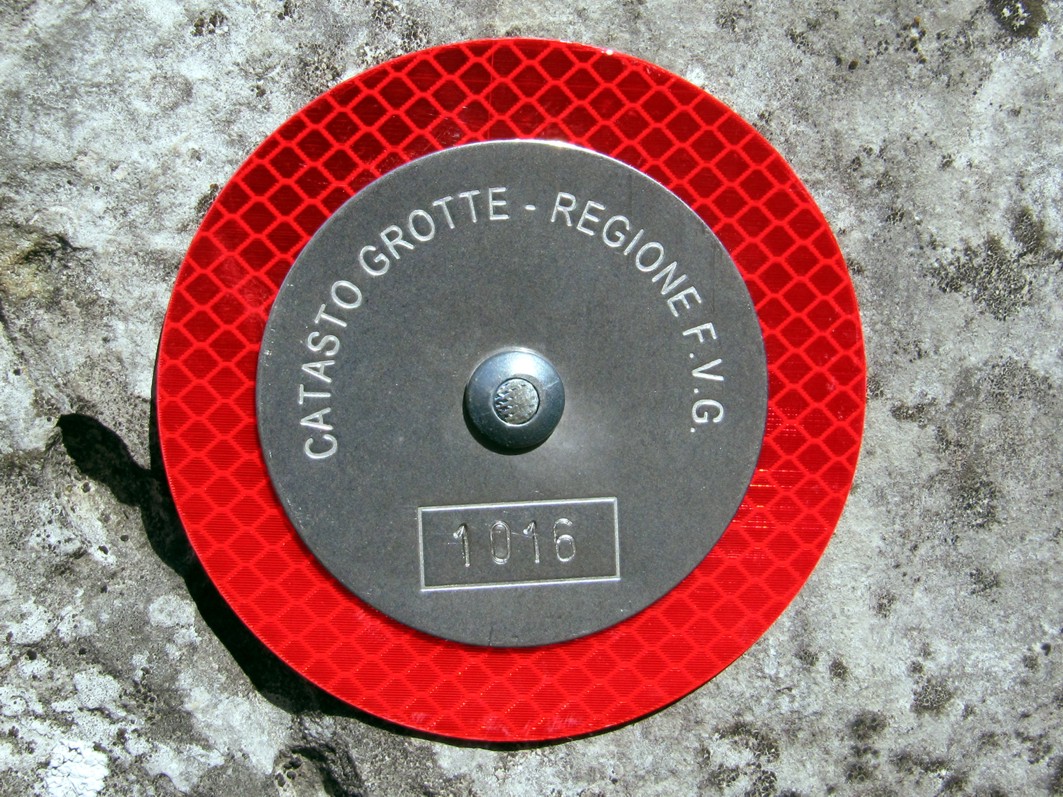 CATASTO GROTTE - REGIONE F.V.G.
1016